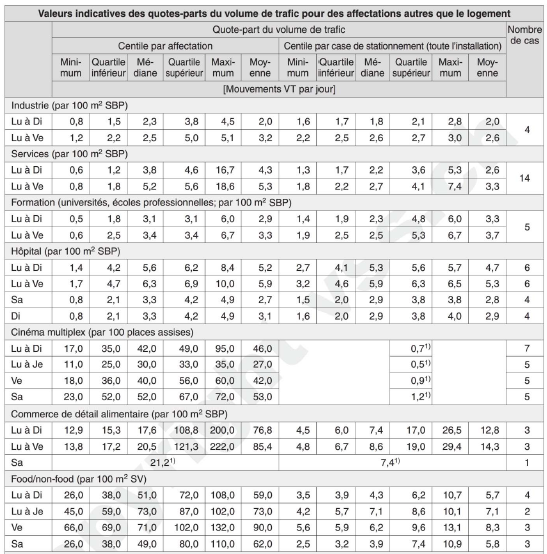 Valeurs indicatives des quotes-parts du volume de trafic pour des affectations autres que le logement
Quote-part du volume de trafic Nombre de cas
Centile par affectation Centile par case de stationnement (toute l'installation)
Mini-mum Quartile inférieur Mé-diane Quartile supérieur Maxi-mum Moy-enne Mini-mum Quartile inférieur Mé-diane Quartile supérieur Maxi-mum Moy-enne
[Mouvements VT par jour]
Industrie (par 100 m² SBP)
Lu à Di 0,8 1,5 2,3 3,8 4,5 2,0 1,6 1,7 1,8 2,1 2,8 2,0 4
Lu à Ve 1,2 2,2 2,5 5,0 5,1 3,2 2,2 2,5 2,6 2,7 3,0 2,6
Services (par 100 m² SBP)
Lu à Di 0,6 1,2 3,8 4,6 16,7 4,3 1,3 1,7 2,2 3,6 5,3 2,6 14
Lu à Ve 0,8 1,8 5,2 5,6 18,6 5,3 1,8 2,2 2,7 4,1 7,4 3,3
Formation (universités, écoles professionnelles; par 100 m² SBP)
Lu à Di 0,5 1,8 3,1 3,1 6,0 2,9 1,4 1,9 2,3 4,8 6,0 3,3 5
Lu à Ve 0,6 2,5 3,4 3,4 6,7 3,3 1,9 2,5 2,5 5,3 6,7 3,7
Hôpital (par 100 m² SBP)
Lu à Di 1,4 4,2 5,6 6,2 8,4 5,2 2,7 4,1 5,3 5,6 5,7 4,7 6
Lu à Ve 1,7 4,7 6,3 6,9 10,0 5,9 3,2 4,6 5,9 6,3 6,5 5,3 6
Sa 0,8 2,1 3,3 4,2 4,9 2,7 1,5 2,0 2,9 3,8 3,8 2,8 4
Di 0,8 2,1 3,3 4,2 4,9 3,1 1,6 2,0 2,9 3,8 4,0 2,9 4
Cinéma multiplex (par 100 places assises)
Lu à Di 17,0 35,0 42,0 49,0 95,0 46,0 0,7¹⁾ 7
Lu à Je 11,0 25,0 30,0 33,0 35,0 27,0 0,5¹⁾ 5
Ve 18,0 36,0 40,0 56,0 60,0 42,0 0,9¹⁾ 5
Sa 23,0 52,0 52,0 67,0 72,0 53,0 1,2¹⁾ 5
Commerce de détail alimentaire (par 100 m² SBP)
Lu à Di 12,9 15,3 17,6 108,8 200,0 76,8 4,5 6,0 7,4 17,0 26,5 12,8 3
Lu à Ve 13,8 17,2 20,5 121,3 222,0 85,4 4,8 6,7 8,6 19,0 29,4 14,3 3
Sa 21,2¹⁾ 7,4¹⁾ 1
Food/non-food (par 100 m² SV)
Lu à Di 26,0 38,0 51,0 72,0 108,0 59,0 3,5 3,9 4,3 6,2 10,7 5,7 4
Lu à Je 45,0 59,0 73,0 87,0 102,0 73,0 4,2 5,7 7,1 8,6 10,1 7,1 2
Ve 66,0 69,0 71,0 102,0 132,0 90,0 5,6 5,9 6,2 9,6 13,1 8,3 3
Sa 26,0 38,0 49,0 80,0 110,0 62,0 2,5 3,2 3,9 7,4 10,9 5,8 3